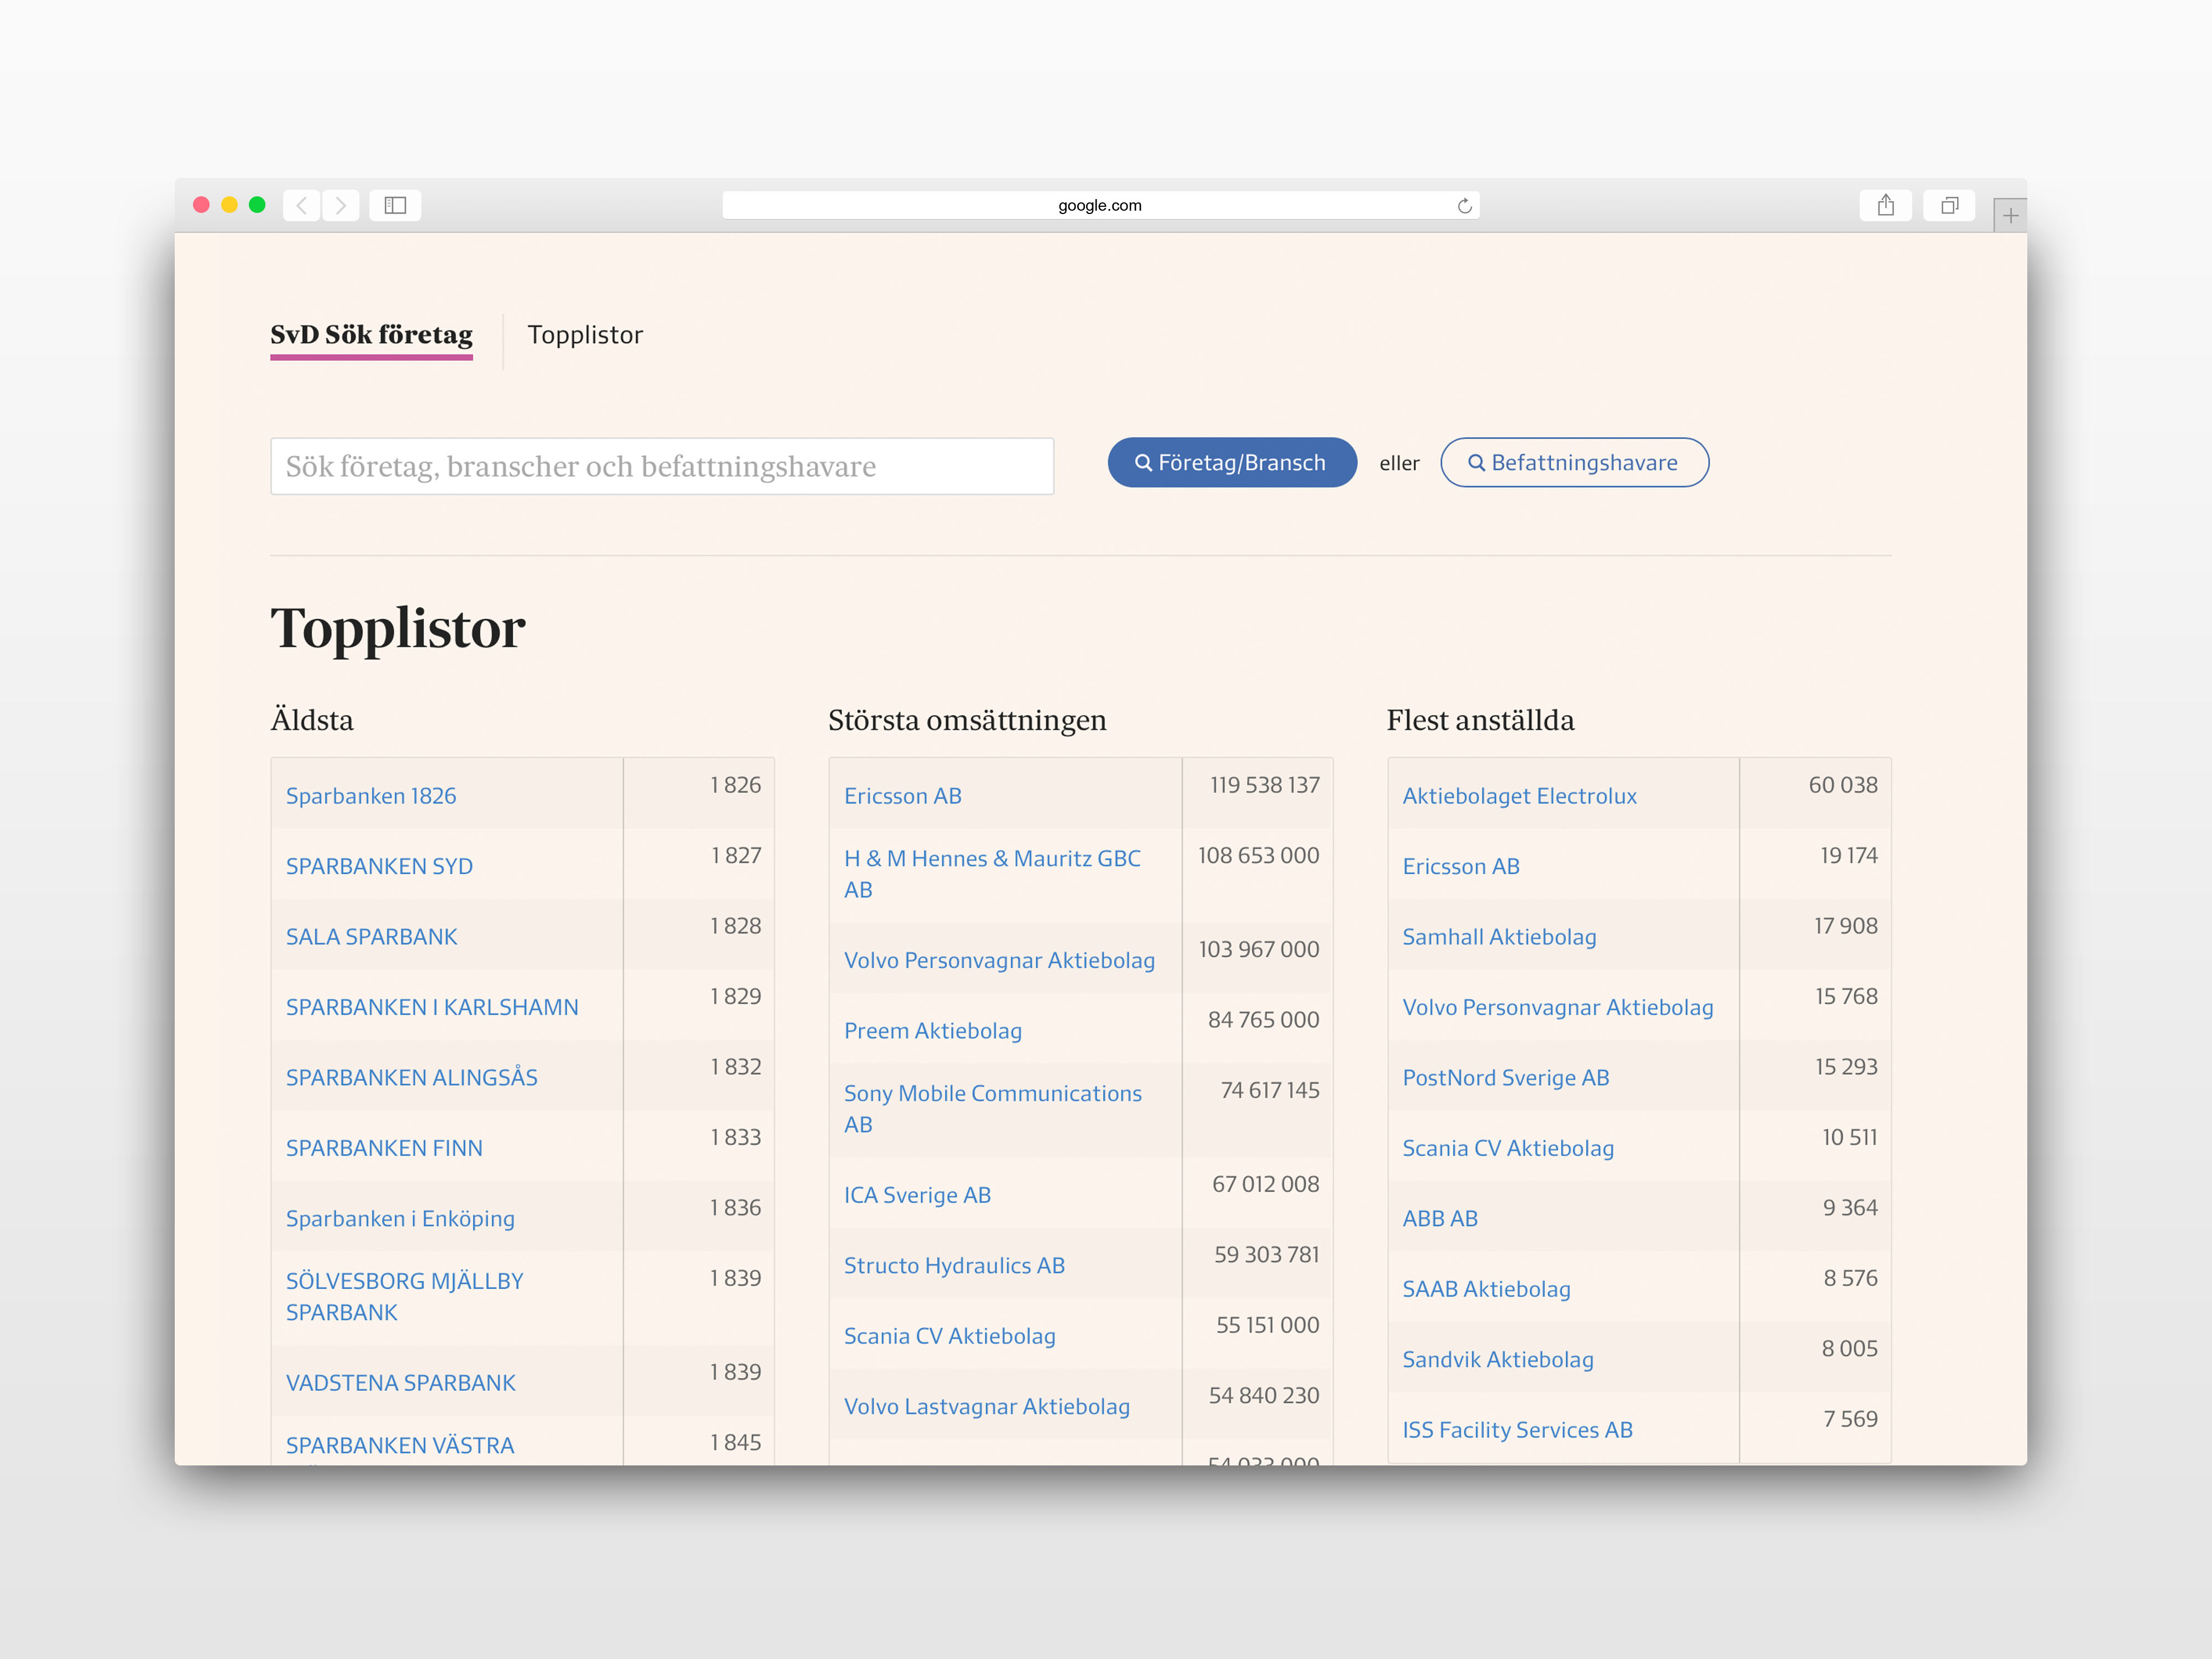 google.com
SvD Sök företag
Topplistor
Sök företag, branscher och befattningshavare
Företag/Bransch
eller
Befattningshavare
Topplistor
Äldsta
Sparbanken 1826 1 826
SPARBANKEN SYD 1 827
SALA SPARBANK 1 828
SPARBANKEN I KARLSHAMN 1 829
SPARBANKEN ALINGSÅS 1 832
SPARBANKEN FINN 1 833
Sparbanken i Enköping 1 836
SÖLVESBORG MJÄLLBY 1 839
SPARBANK
VADSTENA SPARBANK 1 839
SPARBANKEN VÄSTRA 1 845
Största omsättningen
Ericsson AB 119 538 137
H & M Hennes & Mauritz GBC 108 653 000
AB
Volvo Personvagnar Aktiebolag 103 967 000
Preem Aktiebolag 84 765 000
Sony Mobile Communications 74 617 145
AB
ICA Sverige AB 67 012 008
Structo Hydraulics AB 59 303 781
Scania CV Aktiebolag 55 151 000
Volvo Lastvagnar Aktiebolag 54 840 230
Flest anställda
Aktiebolaget Electrolux 60 038
Ericsson AB 19 174
Samhall Aktiebolag 17 908
Volvo Personvagnar Aktiebolag 15 768
PostNord Sverige AB 15 293
Scania CV Aktiebolag 10 511
ABB AB 9 364
SAAB Aktiebolag 8 576
Sandvik Aktiebolag 8 005
ISS Facility Services AB 7 569